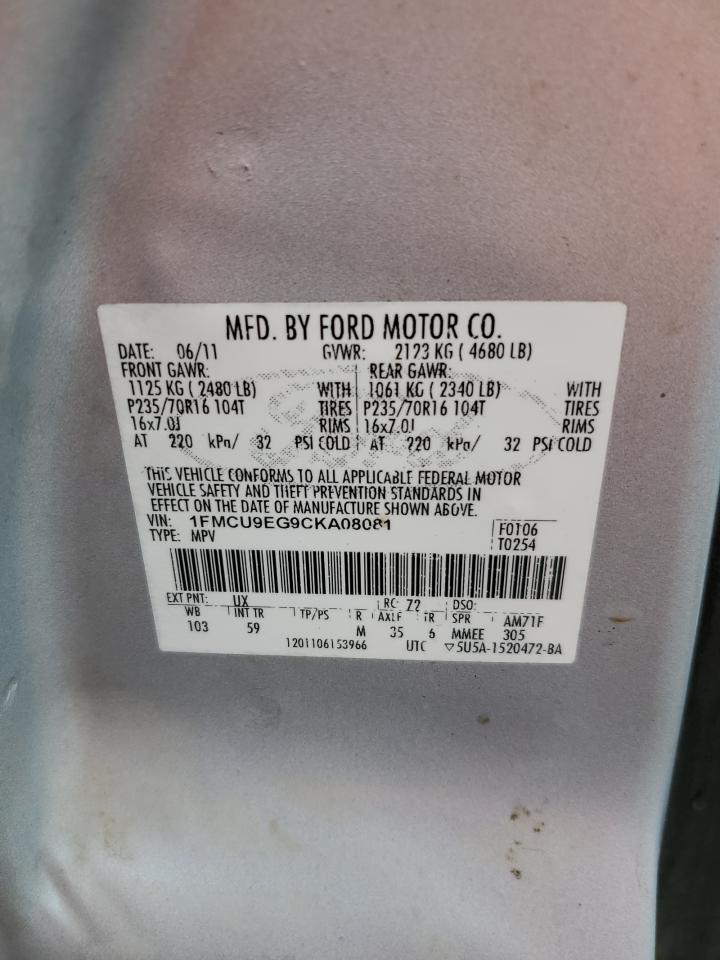 MFD. BY FORD MOTOR CO.
DATE: 06/11 GVWR: 2123 KG ( 4680 LB)
FRONT GAWR: REAR GAWR:
1125 KG ( 2480 LB) WITH 1061 KG ( 2340 LB) WITH
P235/70R16 104T TIRES P235/70R16 104T TIRES
16x7.0J RIMS 16x7.0J RIMS
AT 220 kPa/ 32 PSI COLD AT 220 kPa/ 32 PSI COLD
THIS VEHICLE CONFORMS TO ALL APPLICABLE FEDERAL MOTOR
VEHICLE SAFETY AND THEFT PREVENTION STANDARDS IN
EFFECT ON THE DATE OF MANUFACTURE SHOWN ABOVE.
VIN: 1FMCU9EG9CKA08081 F0106
TYPE: MPV T0254
EXT PNT: UX RC: 72 DSO:
WB INT TR TP/PS R AXLE TR SPR AM71F
103 59 M 35 6 MMEE 305
1201106153966 UTC ▽5U5A-1520472-BA